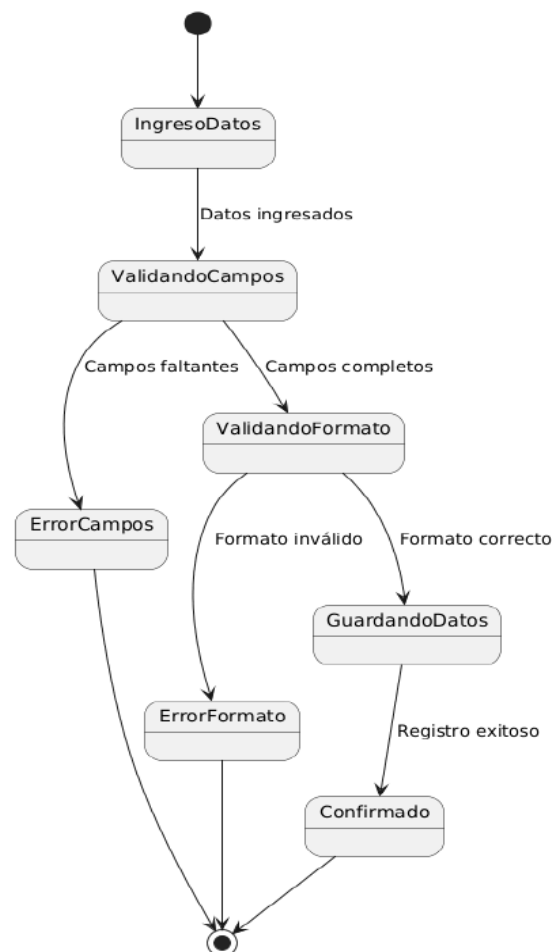 IngresoDatos
Datos ingresados
ValidandoCampos
Campos faltantes
Campos completos
ValidandoFormato
ErrorCampos
Formato inválido
Formato correcto
GuardandoDatos
ErrorFormato
Registro exitoso
Confirmado